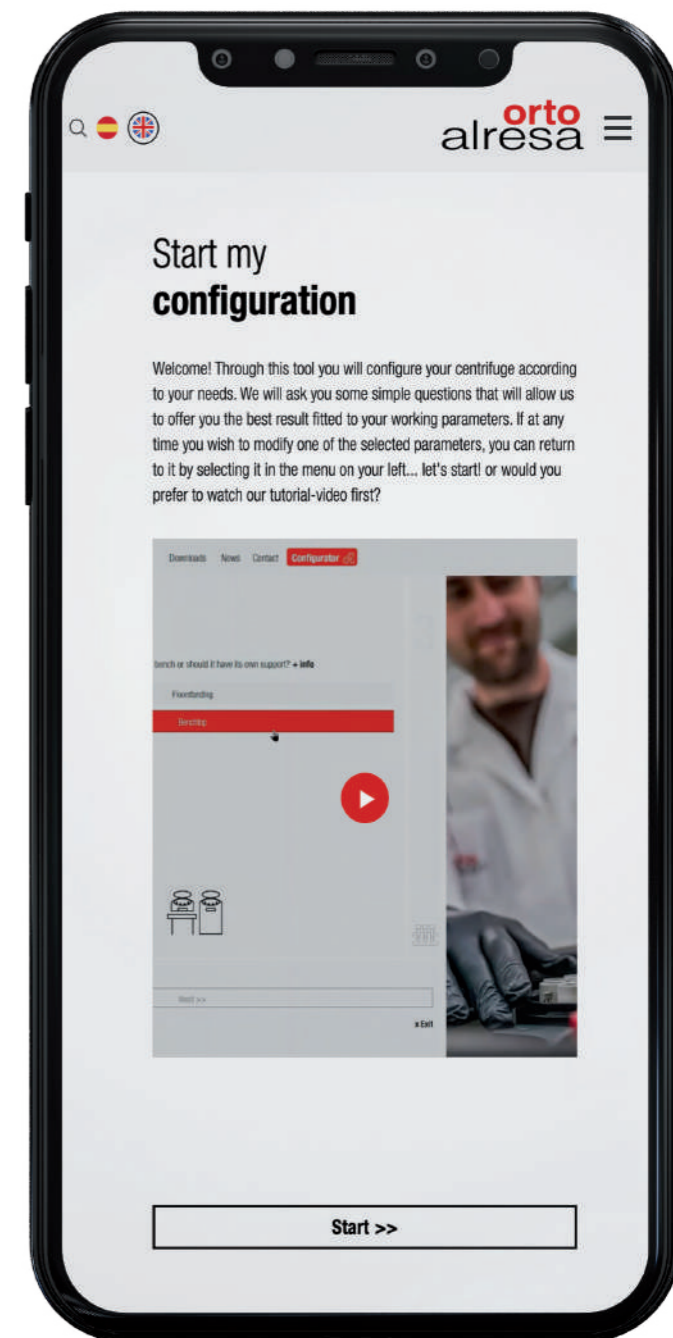 orto
alresa
Start my
configuration
Welcome! Through this tool you will configure your centrifuge according
to your needs. We will ask you some simple questions that will allow us
to offer you the best result fitted to your working parameters. If at any
time you wish to modify one of the selected parameters, you can return
to it by selecting it in the menu on your left... let's start! or would you
prefer to watch our tutorial-video first?
Downloads News Contact Configurator
bench or should it have its own support? + info
Floorstanding
Benchtop
Next >>
x Exit
Start >>